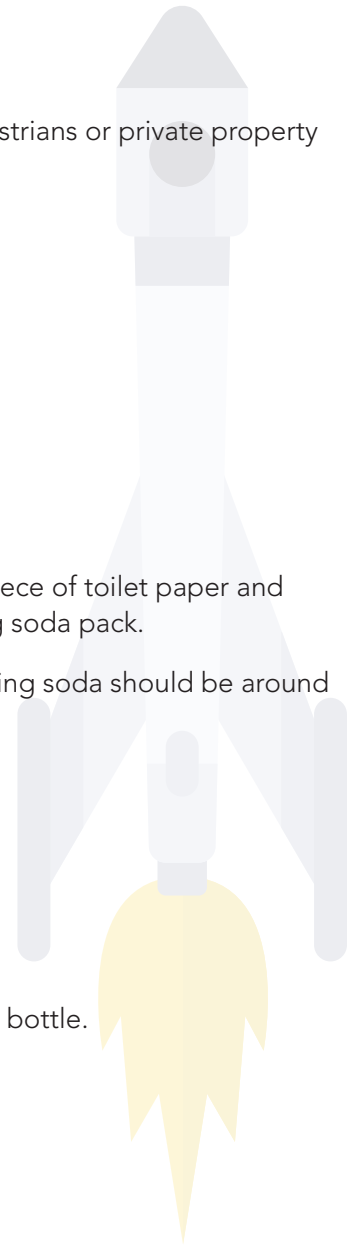 strians or private property
ece of toilet paper and
g soda pack.
ing soda should be around
bottle.